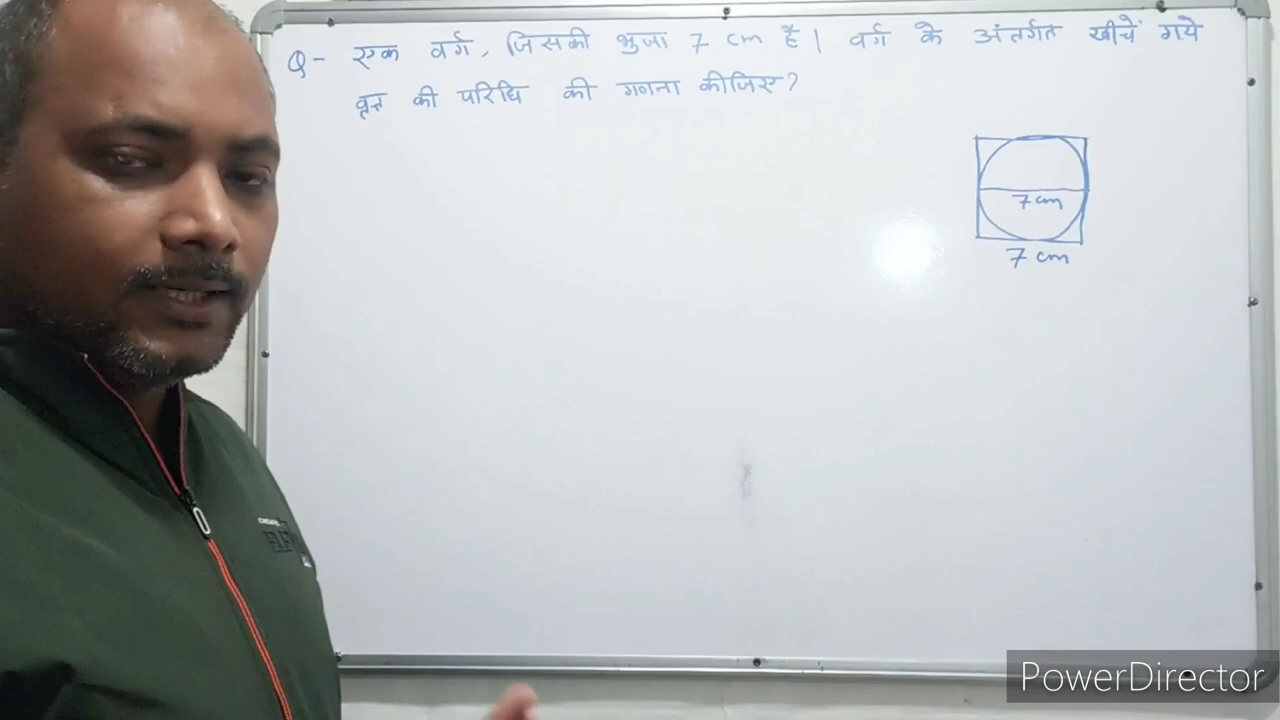 Q- एक वर्ग, जिसकी भुजा 7 cm है। वर्ग के अंतर्गत खीचें गये
वृत्त की परिधि की गणना कीजिए?
7 cm
7 cm
PowerDirector